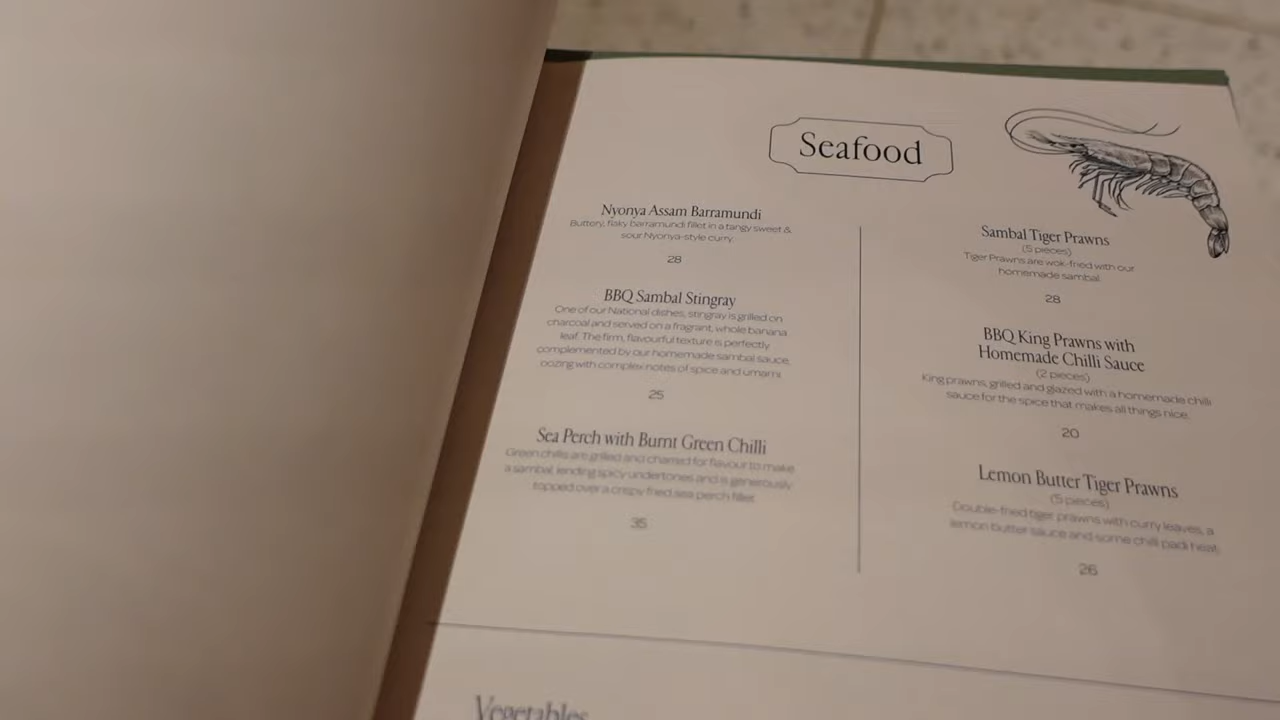 Seafood
Nyonya Assam Barramundi
Buttery, flaky barramundi fillet in a tangy sweet &
sour Nyonya-style curry.
28
BBQ Sambal Stingray
One of our National dishes, stingray is grilled on
charcoal and served on a fragrant, whole banana
leaf. The firm, flavourful texture is perfectly
complemented by our homemade sambal sauce,
oozing with complex notes of spice and umami.
25
Sea Perch with Burnt Green Chilli
Green chillis are grilled and charred for flavour to make
a sambal, lending spicy undertones and is generously
topped over a crispy fried sea perch fillet.
35
Sambal Tiger Prawns
(5 pieces)
Tiger Prawns are wok-fried with our
homemade sambal.
28
BBQ King Prawns with
Homemade Chilli Sauce
(2 pieces)
King prawns, grilled and glazed with a homemade chilli
sauce for the spice that makes all things nice.
20
Lemon Butter Tiger Prawns
(5 pieces)
Double-fried tiger prawns with curry leaves, a
lemon butter sauce and some chilli padi heat.
26
Vegetables